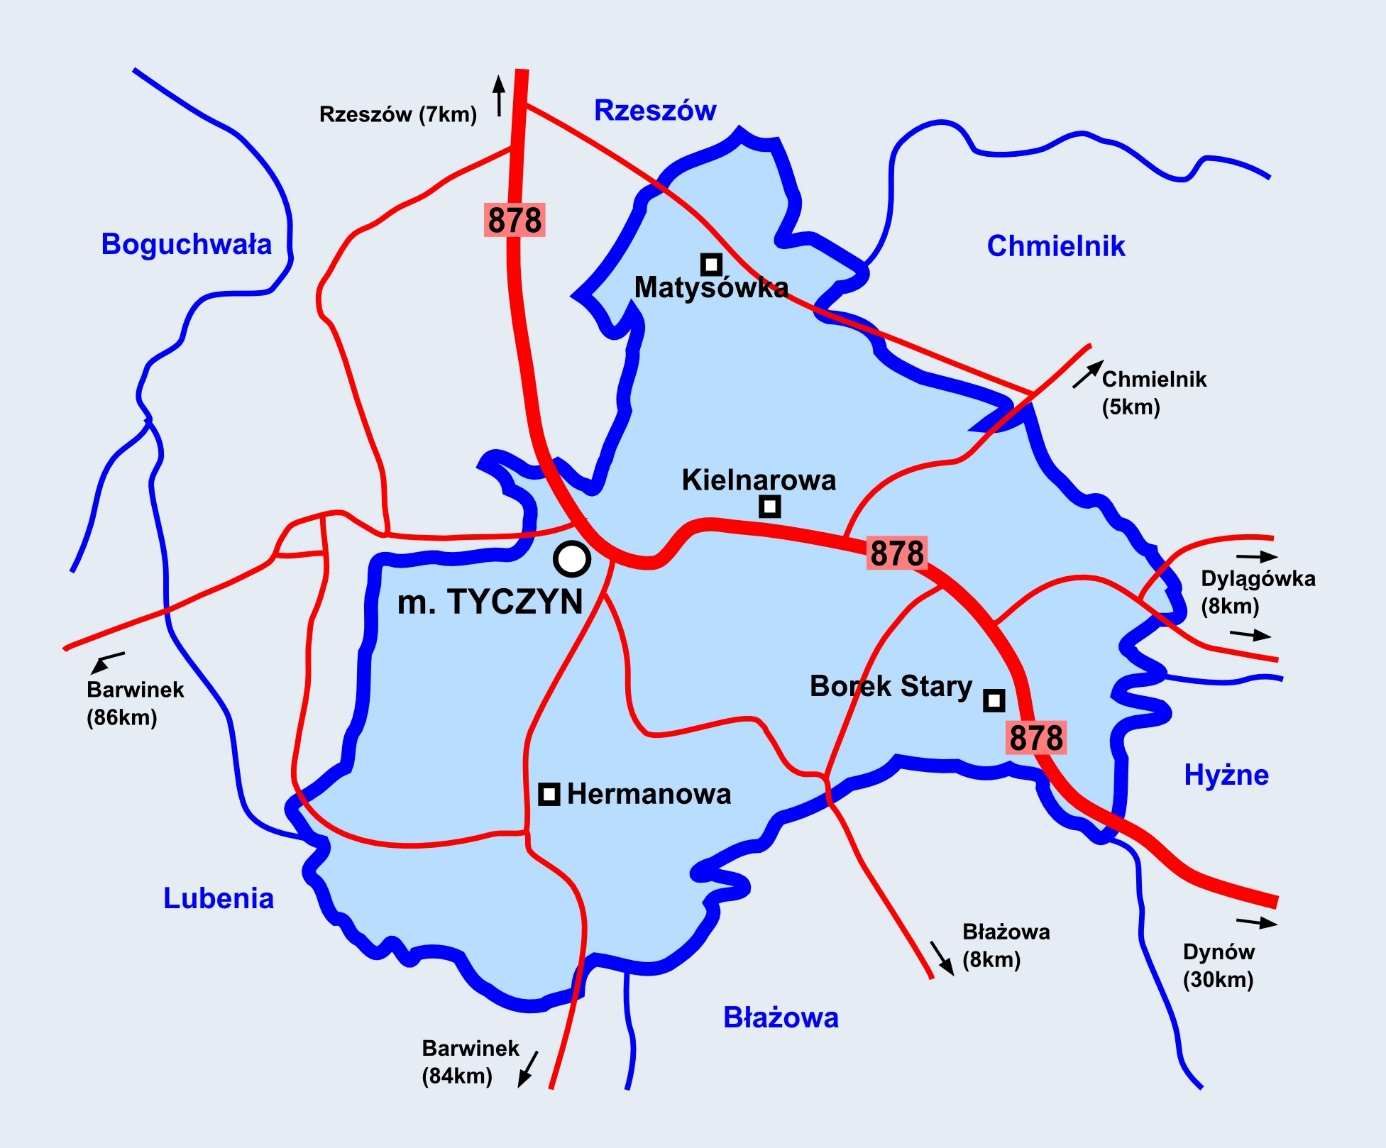 Rzeszów (7km)
Rzeszów
878
Boguchwała
Chmielnik
Matysówka
Chmielnik
(5km)
Kielnarowa
878
Dylągówka
(8km)
m. TYCZYN
Barwinek
(86km)
Borek Stary
878
Hyżne
Hermanowa
Lubenia
Błażowa
(8km)
Dynów
(30km)
Błażowa
Barwinek
(84km)